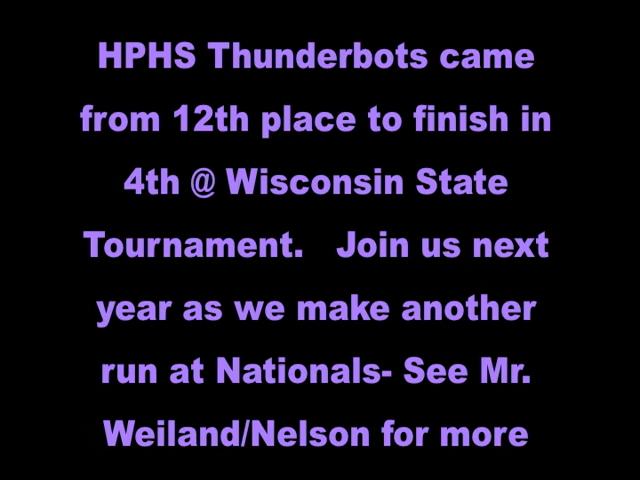 HPHS Thunderbots came
from 12th place to finish in
4th @ Wisconsin State
Tournament.   Join us next
year as we make another
run at Nationals- See Mr.
Weiland/Nelson for more